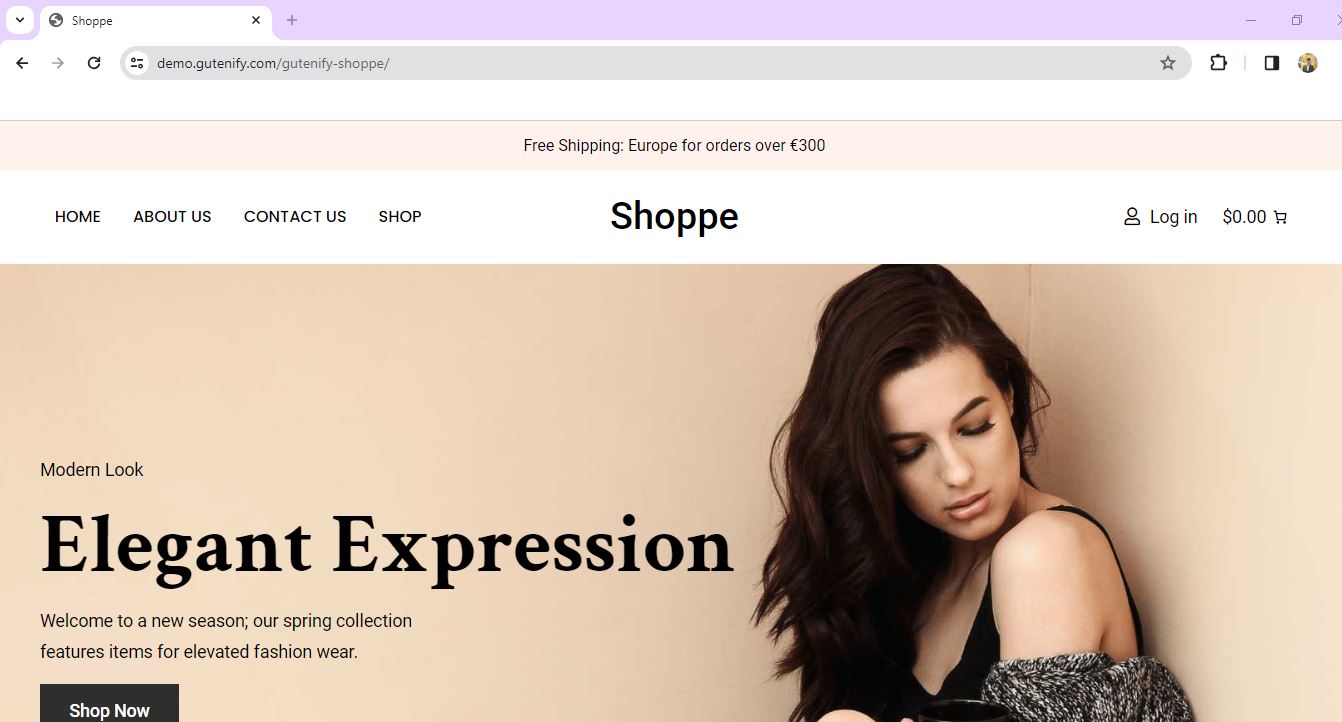 Shoppe
demo.gutenify.com/gutenify-shoppe/
Free Shipping: Europe for orders over €300
HOME ABOUT US CONTACT US SHOP
Shoppe
Log in $0.00
Modern Look
Elegant Expression
Welcome to a new season; our spring collection
features items for elevated fashion wear.
Shop Now